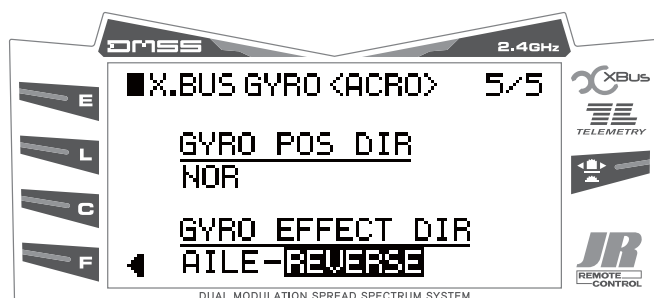 DMSS
2.4GHz
■X.BUS GYRO <ACRO> 5/5
XBus
E
TELEMETRY
GYRO POS DIR
L
NOR
C
GYRO EFFECT DIR
F
AILE-REVERSE
JR
REMOTE
CONTROL
DUAL MODULATION SPREAD SPECTRUM SYSTEM